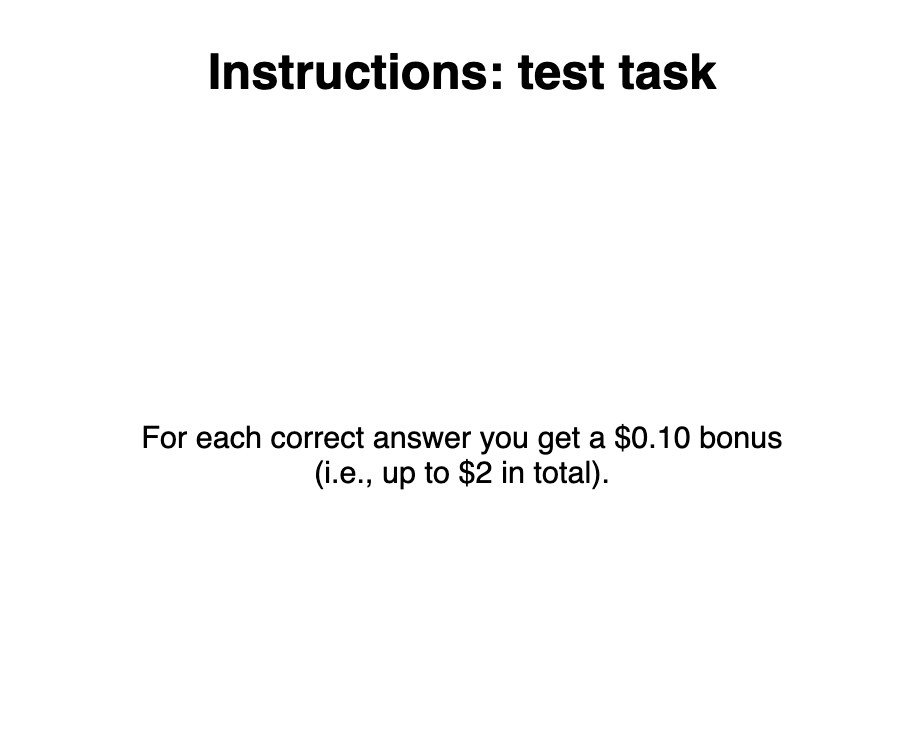 Instructions: test task
For each correct answer you get a $0.10 bonus
(i.e., up to $2 in total).